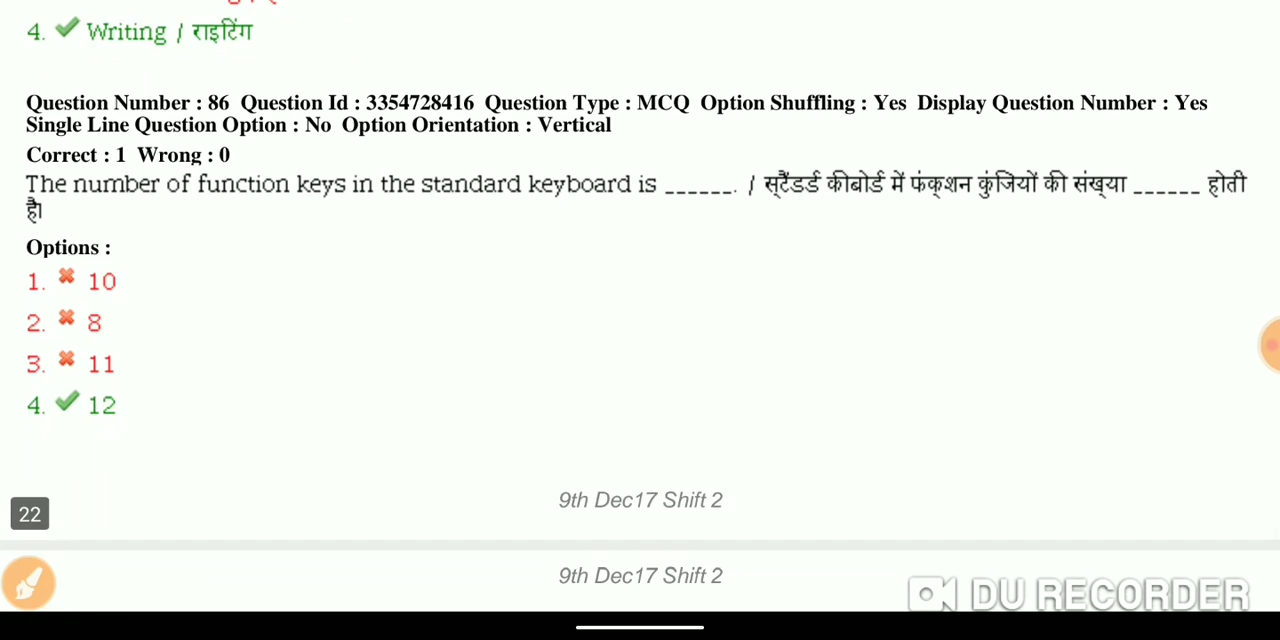 4. Writing / राइटिंग
Question Number : 86 Question Id : 3354728416 Question Type : MCQ Option Shuffling : Yes Display Question Number : Yes
Single Line Question Option : No Option Orientation : Vertical
Correct : 1 Wrong : 0
The number of function keys in the standard keyboard is ______. / स्टैंडर्ड कीबोर्ड में फंक्शन कुंजियों की संख्या ______ होती
है।
Options :
1. 10
2. 8
3. 11
4. 12
9th Dec17 Shift 2
22
9th Dec17 Shift 2
DU RECORDER